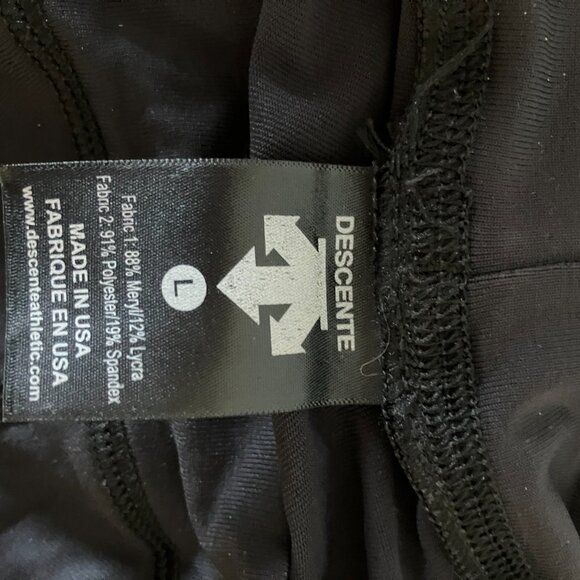 DESCENTE
L
Fabric 1: 88% Meryl/12% Lycra
Fabric 2: 91% Polyester/19% Spandex
MADE IN USA
FABRIQUE EN USA
www.descenteathletic.com